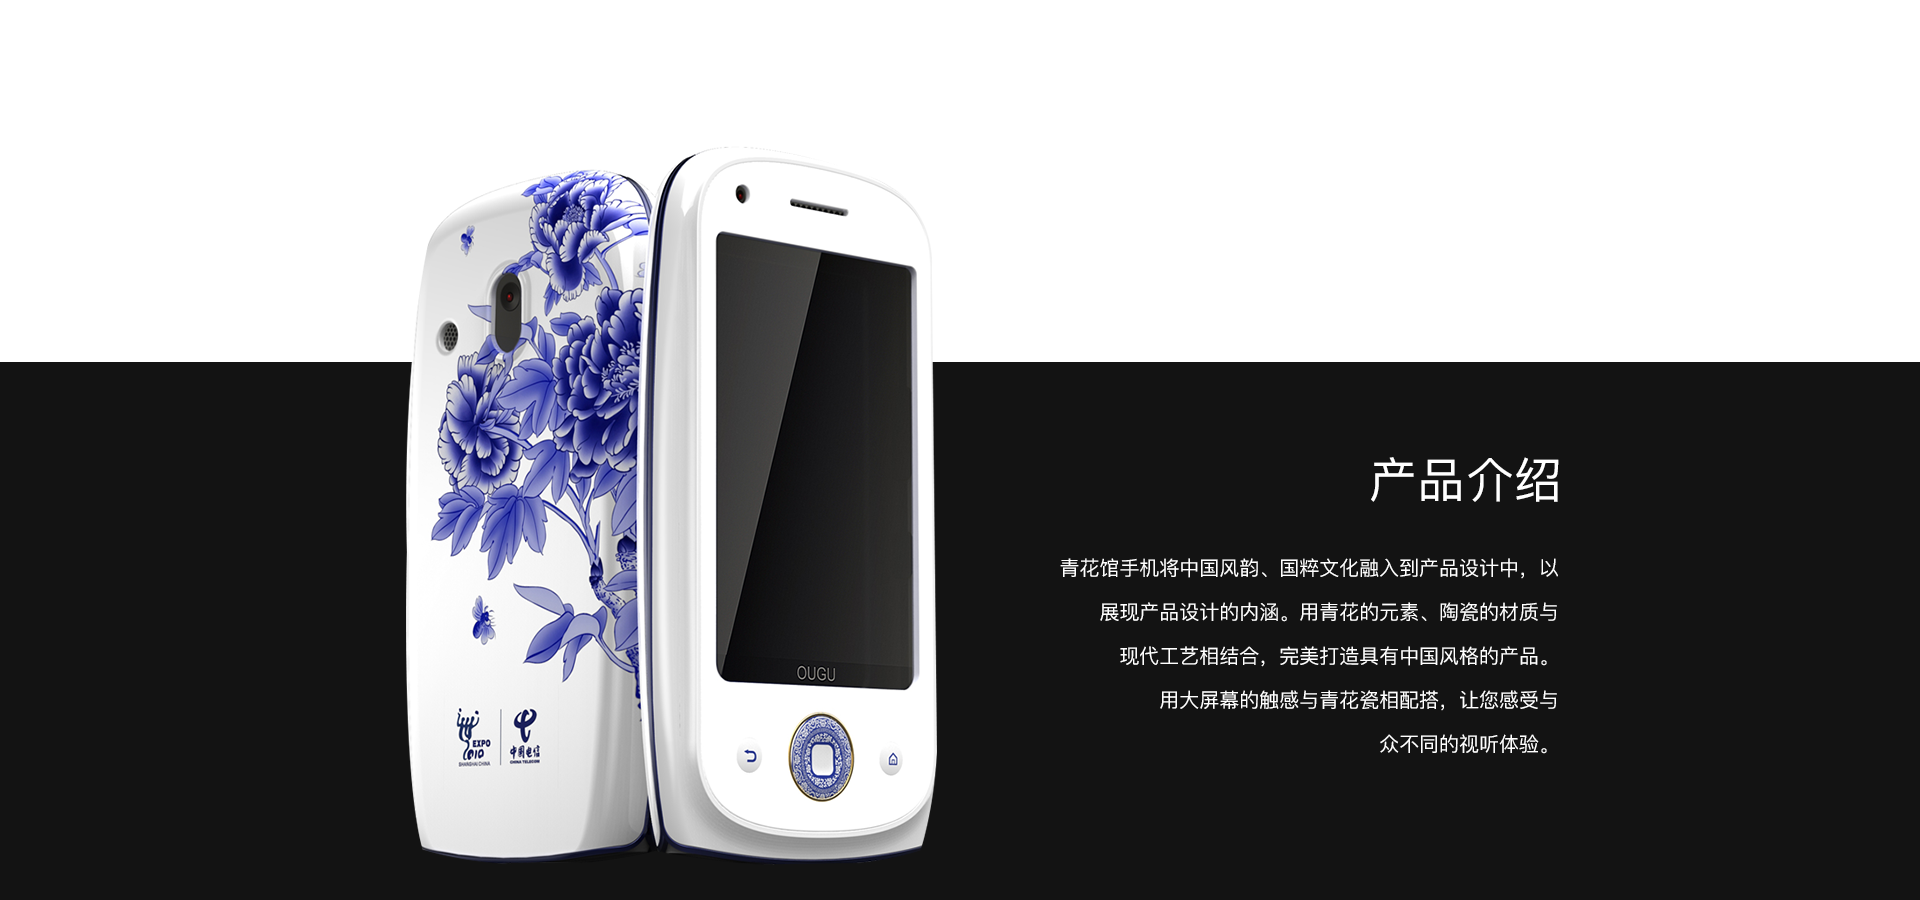 OUGU
EXPO
2010
SHANGHAI CHINA
中国电信
CHINA TELECOM
产品介绍
青花馆手机将中国风韵、国粹文化融入到产品设计中，以
展现产品设计的内涵。用青花的元素、陶瓷的材质与
现代工艺相结合，完美打造具有中国风格的产品。
用大屏幕的触感与青花瓷相配搭，让您感受与
众不同的视听体验。